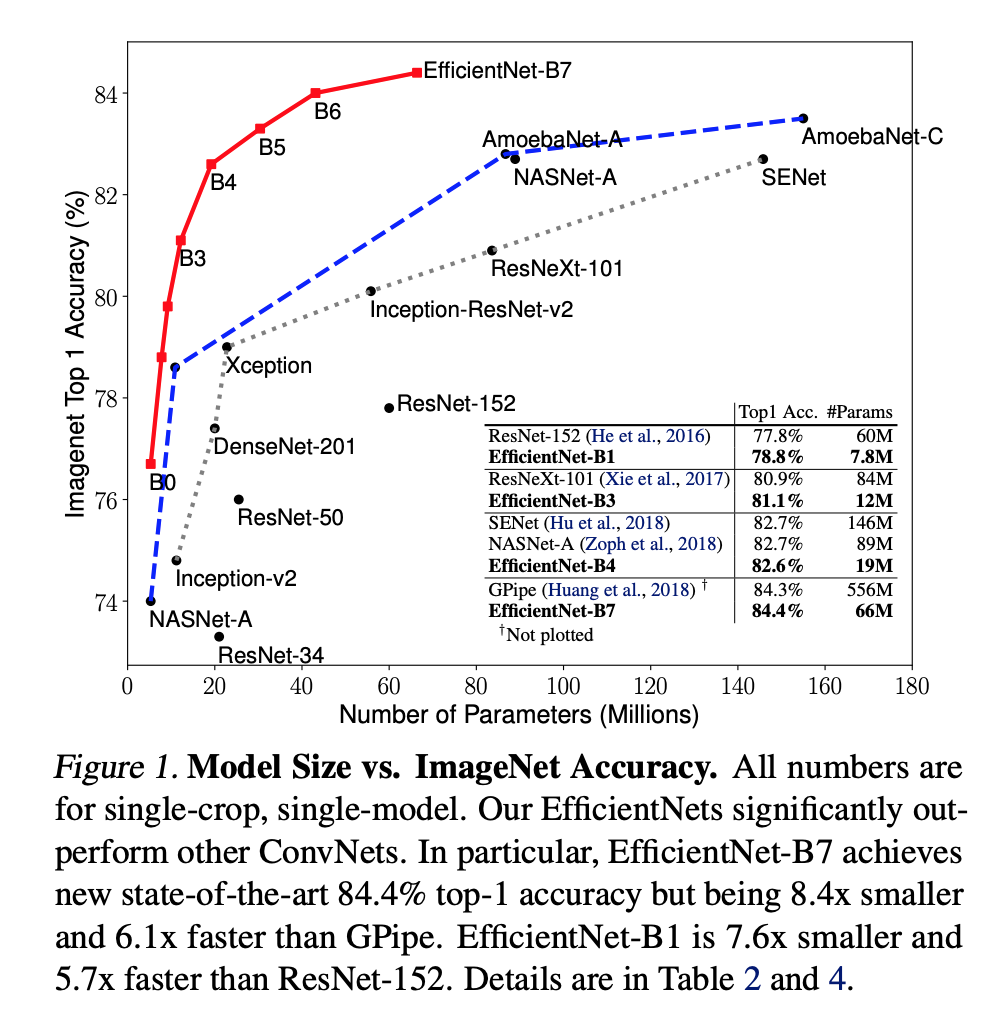 EfficientNet-B7
84
B6
AmoebaNet-A
AmoebaNet-C
B5
NASNet-A
SENet
B4
82
Imagenet Top 1 Accuracy (%)
B3
ResNeXt-101
80
Inception-ResNet-v2
Xception
78
ResNet-152
DenseNet-201
B0
76
ResNet-50
Inception-v2
74
NASNet-A
ResNet-34
Top1 Acc. #Params
ResNet-152 (He et al., 2016) 77.8% 60M
EfficientNet-B1 78.8% 7.8M
ResNeXt-101 (Xie et al., 2017) 80.9% 84M
EfficientNet-B3 81.1% 12M
SENet (Hu et al., 2018) 82.7% 146M
NASNet-A (Zoph et al., 2018) 82.7% 89M
EfficientNet-B4 82.6% 19M
GPipe (Huang et al., 2018) † 84.3% 556M
EfficientNet-B7 84.4% 66M
†Not plotted
0 20 40 60 80 100 120 140 160 180
Number of Parameters (Millions)
Figure 1. Model Size vs. ImageNet Accuracy. All numbers are
for single-crop, single-model. Our EfficientNets significantly out-
perform other ConvNets. In particular, EfficientNet-B7 achieves
new state-of-the-art 84.4% top-1 accuracy but being 8.4x smaller
and 6.1x faster than GPipe. EfficientNet-B1 is 7.6x smaller and
5.7x faster than ResNet-152. Details are in Table 2 and 4.